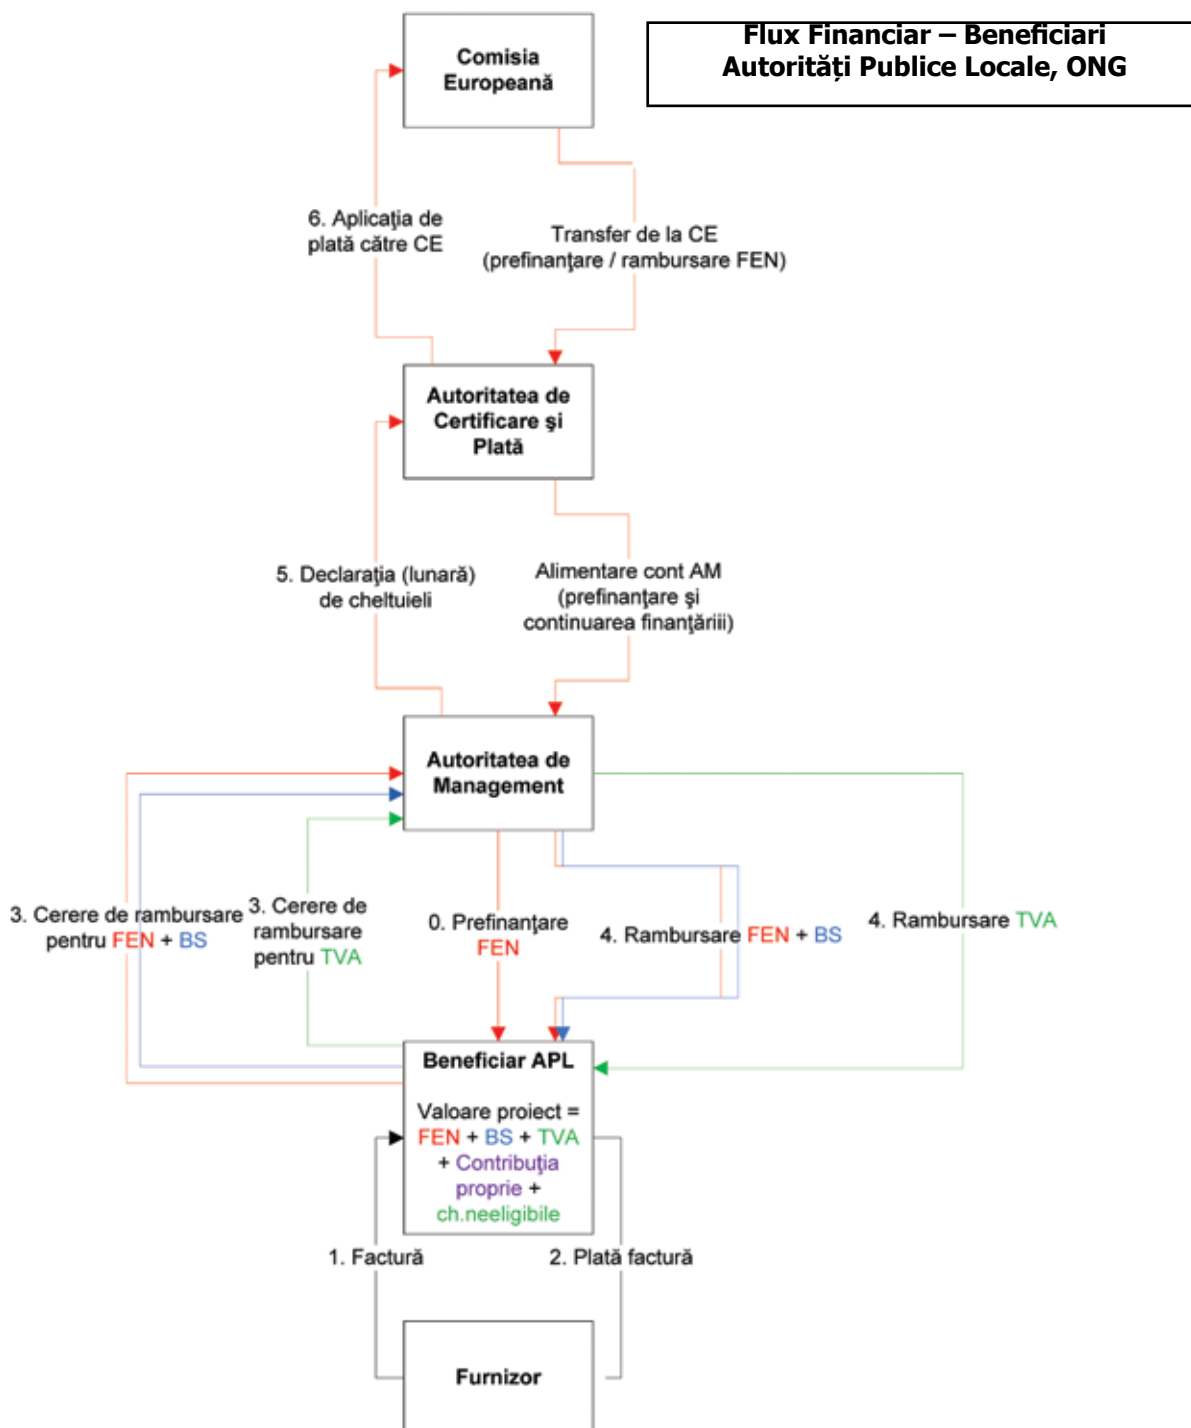 Flux Financiar – Beneficiari
Autorități Publice Locale, ONG
Comisia
Europeană
6. Aplicaţia de
plată către CE
Transfer de la CE
(prefinanţare / rambursare FEN)
Autoritatea de
Certificare şi
Plată
5. Declaraţia (lunară)
de cheltuieli
Alimentare cont AM
(prefinanţare şi
continuarea finanţăriii)
Autoritatea de
Management
3. Cerere de rambursare
pentru FEN + BS
3. Cerere de
rambursare
pentru TVA
0. Prefinanţare
FEN
4. Rambursare FEN + BS
4. Rambursare TVA
Beneficiar APL
Valoare proiect =
FEN + BS + TVA
+ Contribuţia
proprie +
ch.neeligibile
1. Factură
2. Plată factură
Furnizor